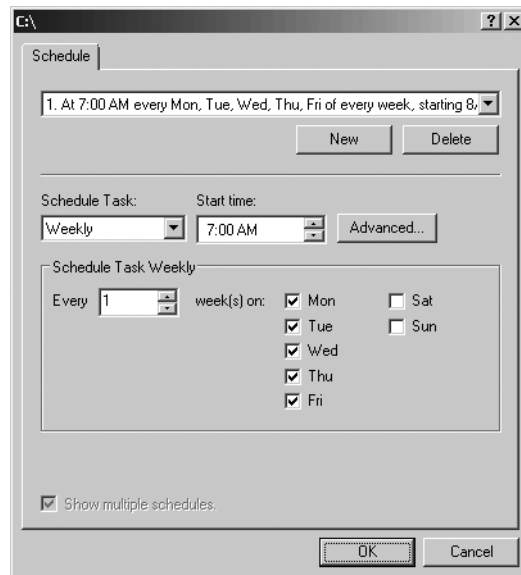 C:\
Schedule
1. At 7:00 AM every Mon, Tue, Wed, Thu, Fri of every week, starting 8/
New Delete
Schedule Task: Start time:
Weekly 7:00 AM Advanced...
Schedule Task Weekly
Every 1 week(s) on: Mon Sat
Tue Sun
Wed
Thu
Fri
Show multiple schedules.
OK Cancel